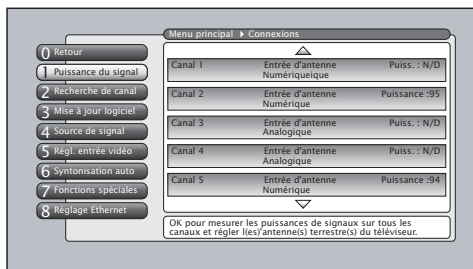 Menu principal ▶ Connexions
0 Retour
1 Puissance du signal
2 Recherche de canal
3 Mise à jour logiciel
4 Source de signal
5 Régl. entrée vidéo
6 Syntonisation auto
7 Fonctions spéciales
8 Réglage Ethernet
Canal 1 Entrée d'antenne Puiss. : N/D
Numériqueique
Canal 2 Entrée d'antenne Puissance :95
Numérique
Canal 3 Entrée d'antenne Puiss. : N/D
Analogique
Canal 4 Entrée d'antenne Puiss. : N/D
Analogique
Canal 5 Entrée d'antenne Puissance :94
Numérique
OK pour mesurer les puissances de signaux sur tous les
canaux et régler l(es)'antenne(s) terrestre(s) du téléviseur.